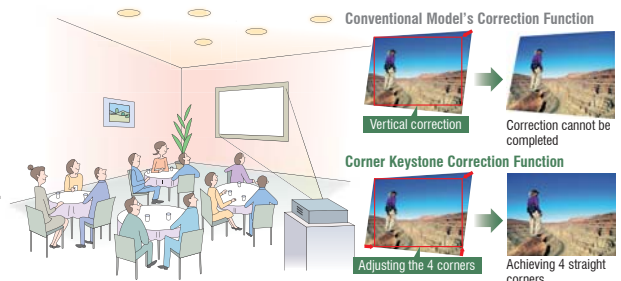 Conventional Model's Correction Function
Vertical correction
Correction cannot be
completed
Corner Keystone Correction Function
Adjusting the 4 corners
Achieving 4 straight
corners